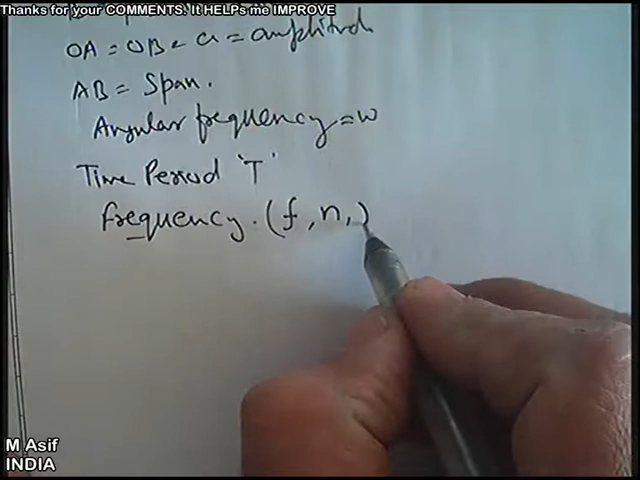 Thanks for your COMMENTS. It HELPs me IMPROVE
OA = OB = a = amplitude
AB = Span.
Angular frequency = w
Time Period 'T'
frequency. (f, n, )
M Asif
INDIA